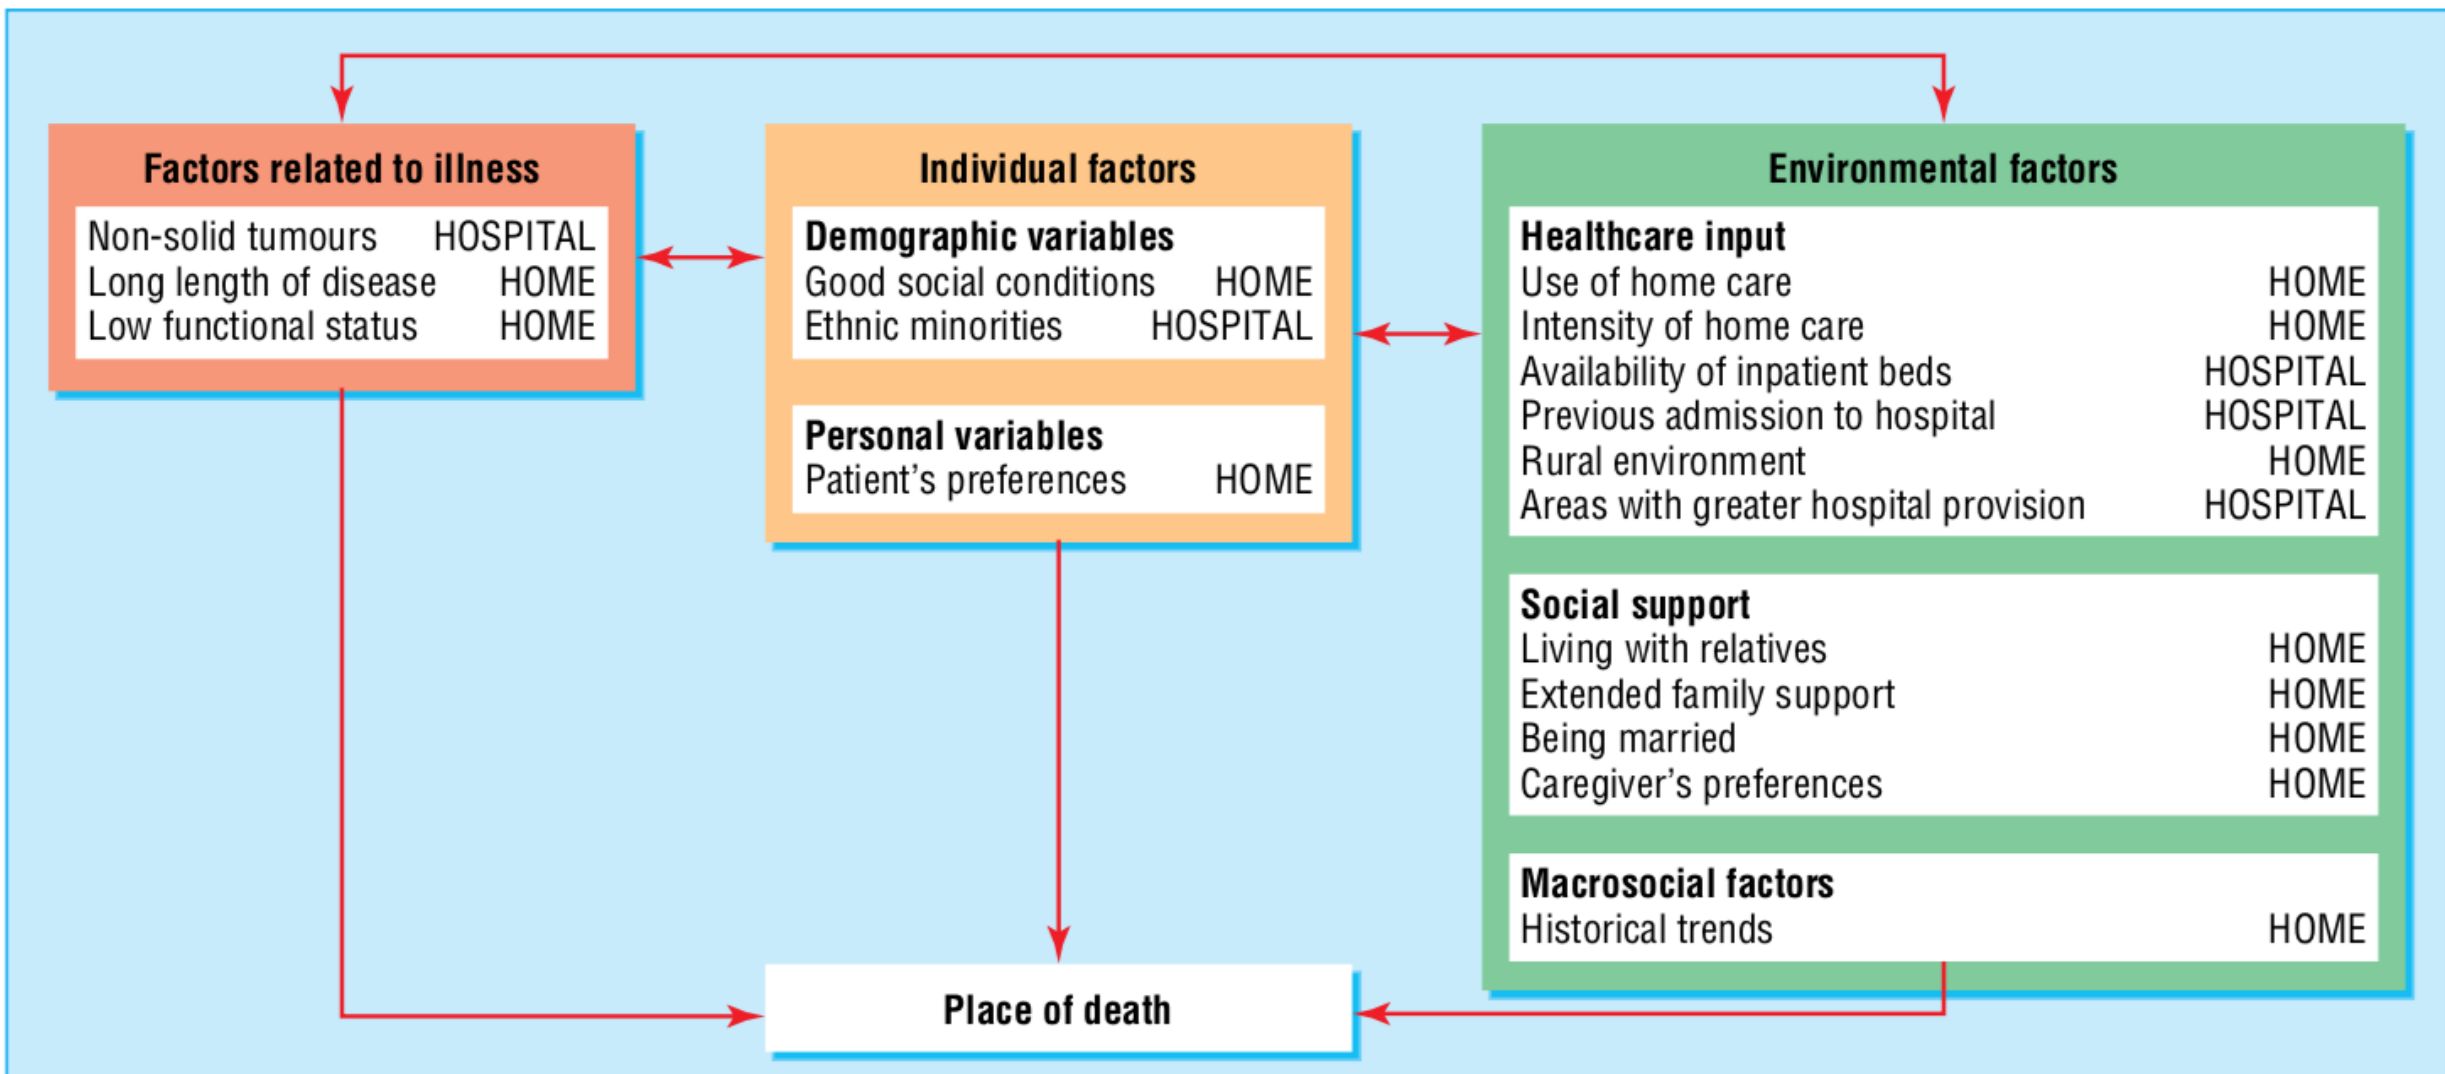 Factors related to illness
Non-solid tumours HOSPITAL
Long length of disease HOME
Low functional status HOME
Individual factors
Demographic variables
Good social conditions HOME
Ethnic minorities HOSPITAL
Personal variables
Patient’s preferences HOME
Environmental factors
Healthcare input
Use of home care HOME
Intensity of home care HOME
Availability of inpatient beds HOSPITAL
Previous admission to hospital HOSPITAL
Rural environment HOME
Areas with greater hospital provision HOSPITAL
Social support
Living with relatives HOME
Extended family support HOME
Being married HOME
Caregiver’s preferences HOME
Macrosocial factors
Historical trends HOME
Place of death